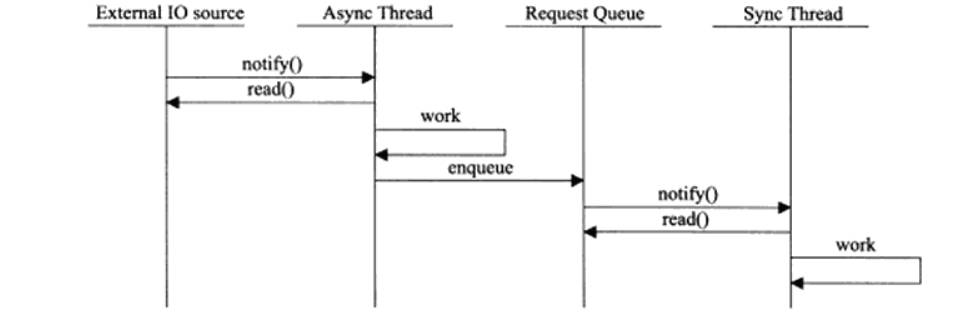 External IO source
Async Thread
Request Queue
Sync Thread
notify()
read()
work
enqueue
notify()
read()
work